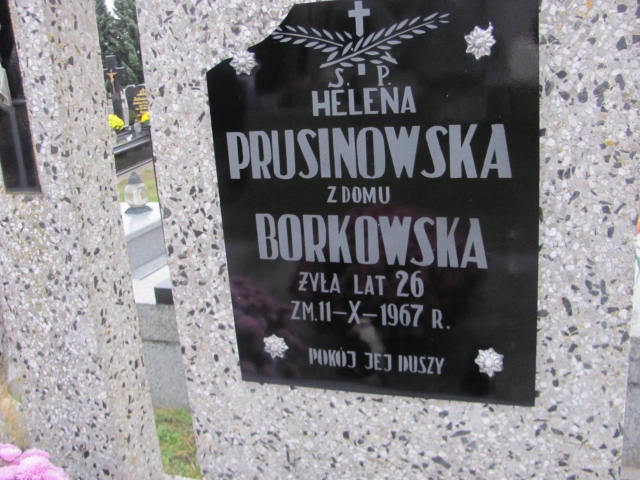 Ś. P.
HELENA
PRUSINOWSKA
Z DOMU
BORKOWSKA
ŻYŁA LAT 26
ZM. 11-X-1967 R.
POKÓJ JEJ DUSZY